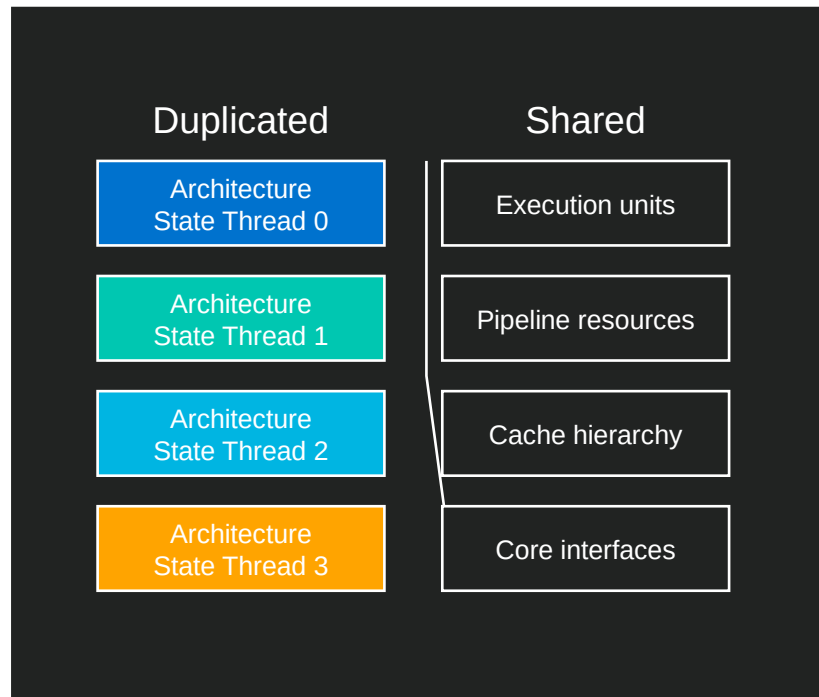 Duplicated
Architecture
State Thread 0
Architecture
State Thread 1
Architecture
State Thread 2
Architecture
State Thread 3
Shared
Execution units
Pipeline resources
Cache hierarchy
Core interfaces